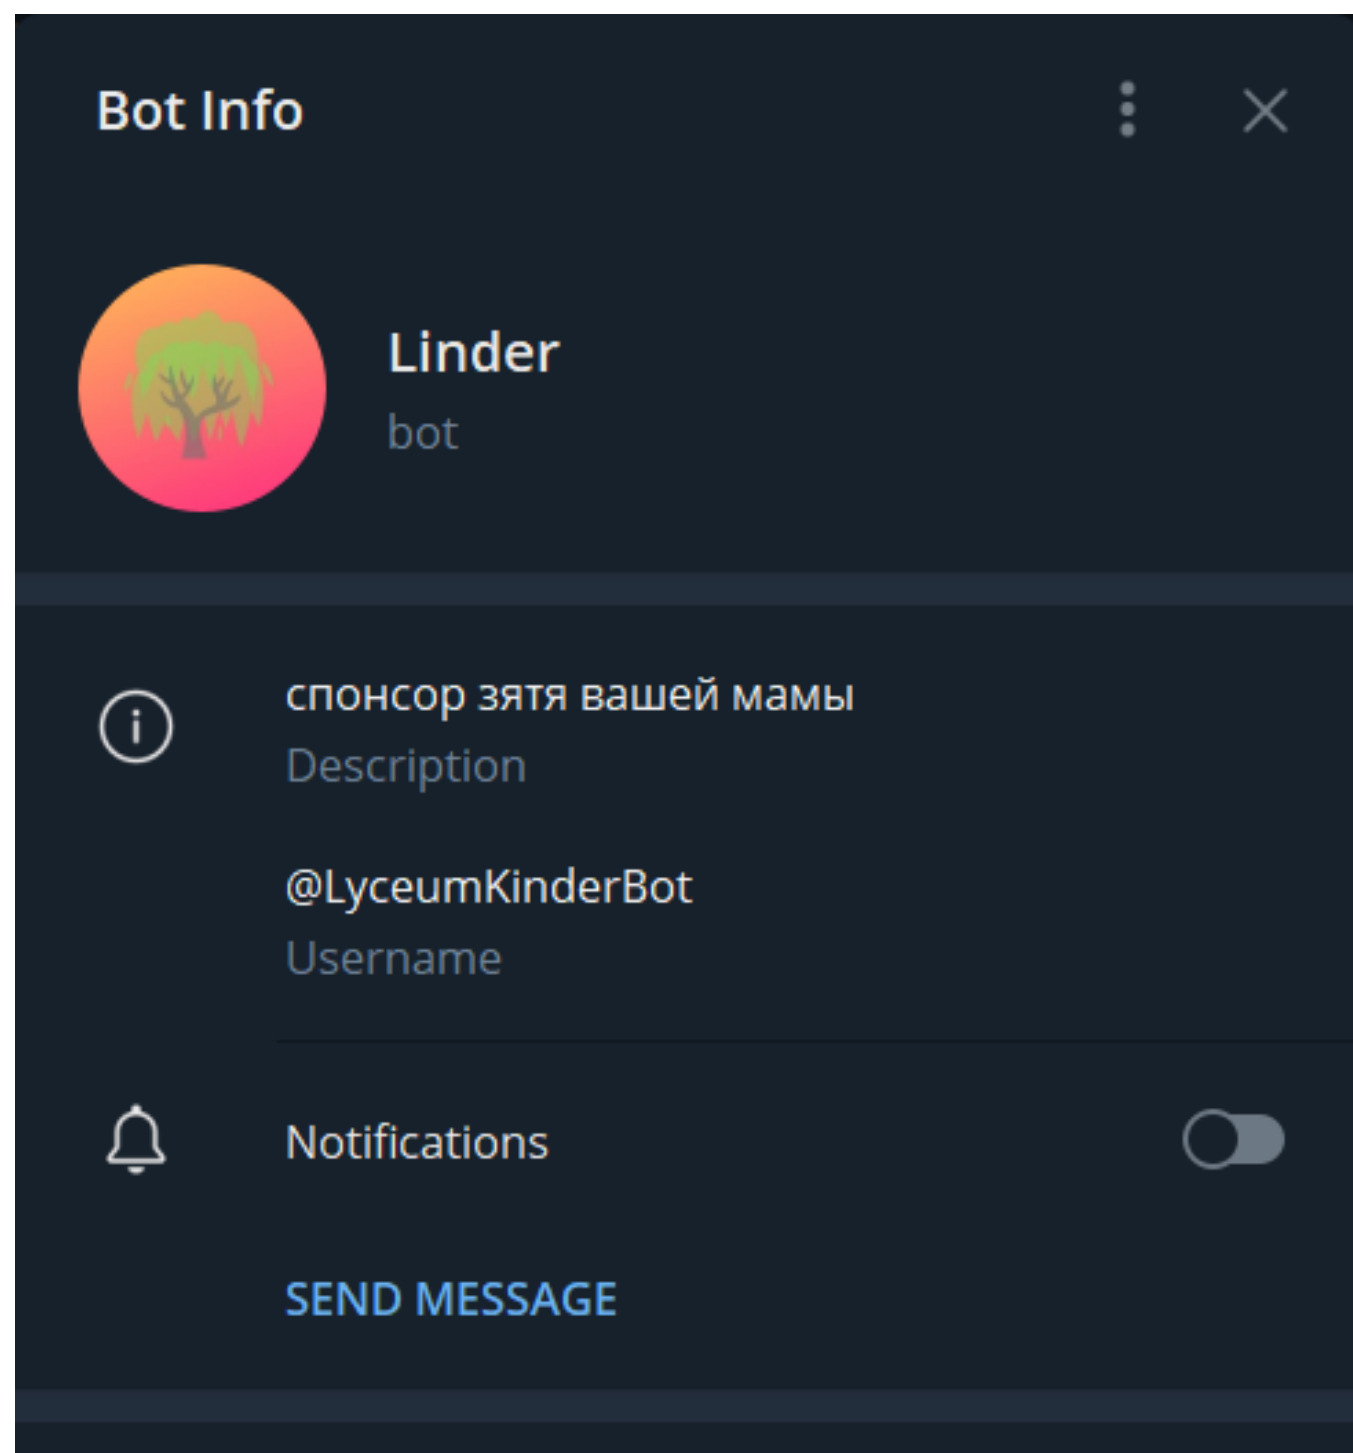 Bot Info
Linder
bot
спонсор зятя вашей мамы
Description
@LyceumKinderBot
Username
Notifications
SEND MESSAGE